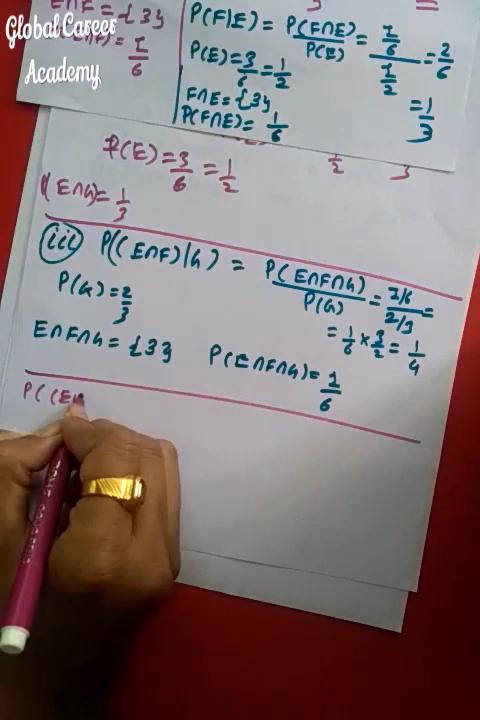 E∩F = {3}
Global Career
Academy
1/6
P(F|E) = P(F∩E)/P(E) = 1/6 / 1/2 = 2/6
P(E) = 3/6 = 1/2
= 1/3
F∩E = {3}
P(F∩E) = 1/6
P(E) = 3/6 = 1/2
P(E∩G) = 1/3
(iii) P((E∩F)|G) = P(E∩F∩G)/P(G) = 1/6 / 2/3 =
P(G) = 2/3
= 1/6 × 3/2 = 1/4
E∩F∩G = {3} P(E∩F∩G) = 1/6
P((E